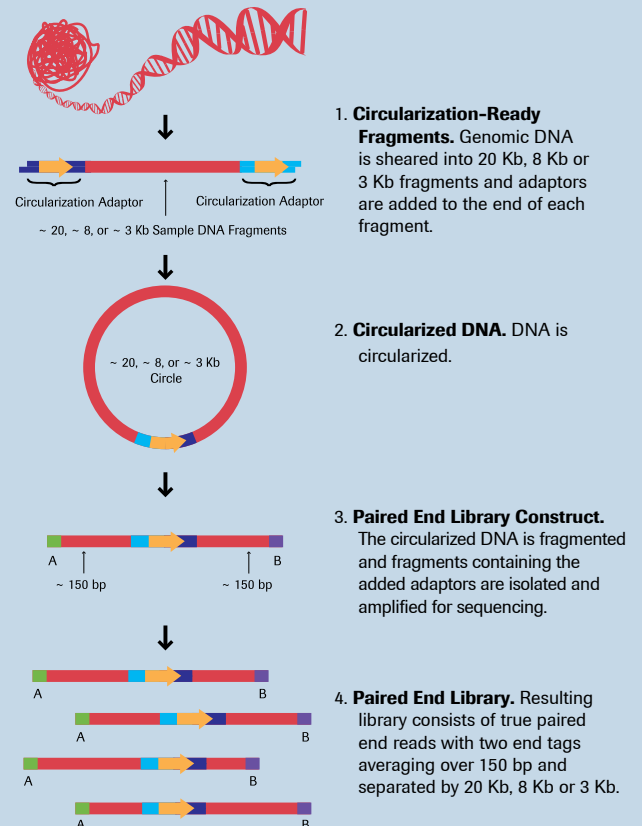 1. Circularization-Ready
Fragments. Genomic DNA
is sheared into 20 Kb, 8 Kb or
3 Kb fragments and adaptors
are added to the end of each
fragment.
Circularization Adaptor
Circularization Adaptor
~ 20, ~ 8, or ~ 3 Kb Sample DNA Fragments
2. Circularized DNA. DNA is
circularized.
~ 20, ~ 8, or ~ 3 Kb
Circle
3. Paired End Library Construct.
The circularized DNA is fragmented
and fragments containing the
added adaptors are isolated and
amplified for sequencing.
A
B
~ 150 bp
~ 150 bp
4. Paired End Library. Resulting
library consists of true paired
end reads with two end tags
averaging over 150 bp and
separated by 20 Kb, 8 Kb or 3 Kb.
A
B
A
B
A
B
A
B